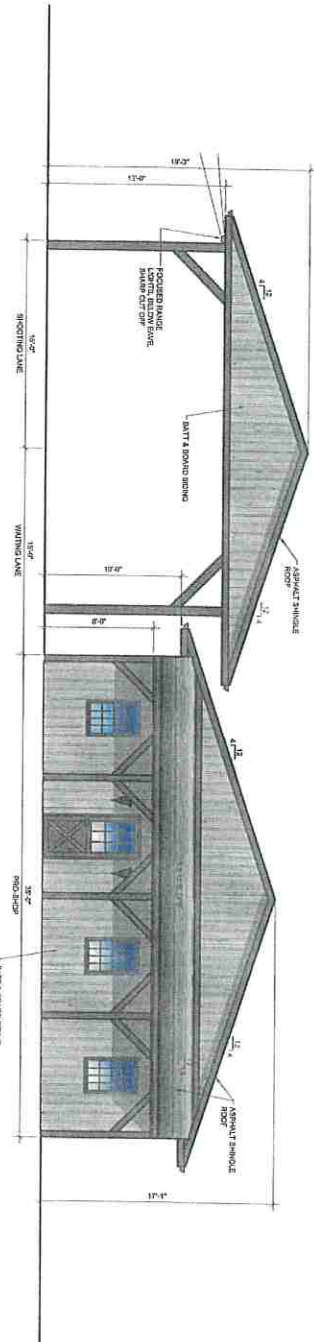 19'-3"
13'-0"
FOCUSED RANGE
LIGHTS, BELOW EAVE,
SHARP CUT OFF
12
4
BATT & BOARD SIDING
ASPHALT SHINGLE
ROOF
12
4
15'-0"
SHOOTING LANE
15'-0"
WAITING LANE
10'-0"
8'-0"
12
4
12
4
ASPHALT SHINGLE
ROOF
17'-1"
35'-0"
PRO-SHOP